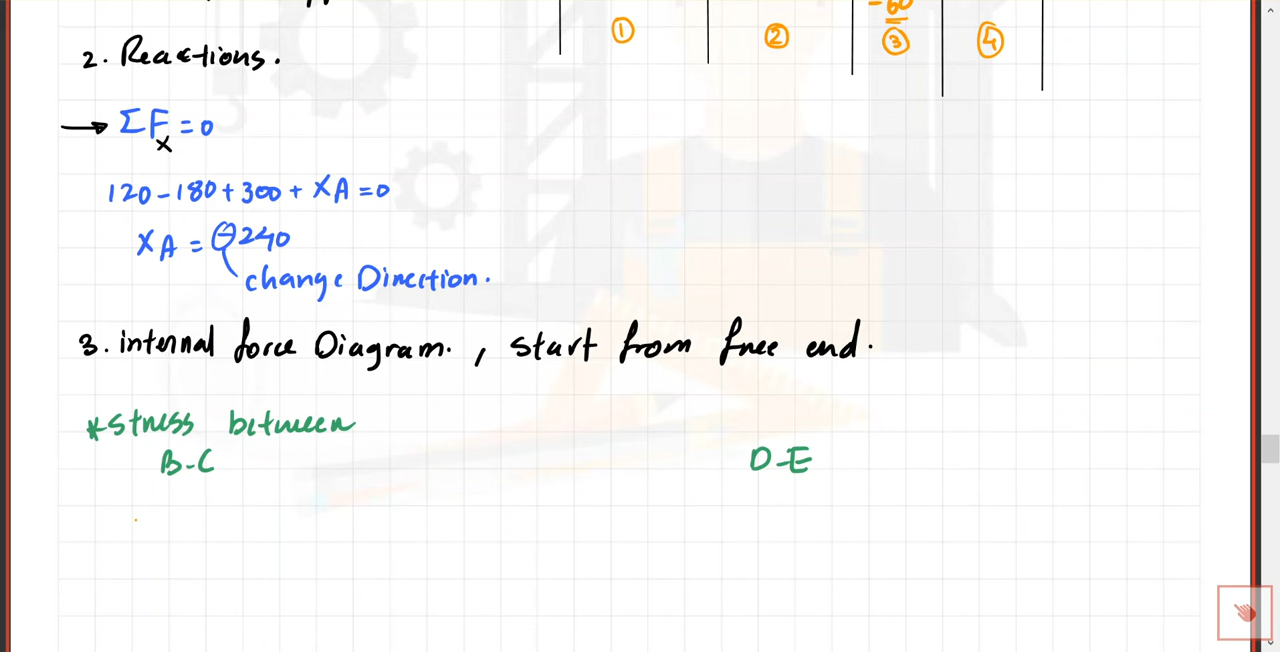 -60
① ② ③ ④
2. Reactions.
→ ΣFx = 0
120 - 180 + 300 + XA = 0
XA = ⊖240
change Direction.
3. internal force Diagram. , start from free end.
*stress between
B-C D-E